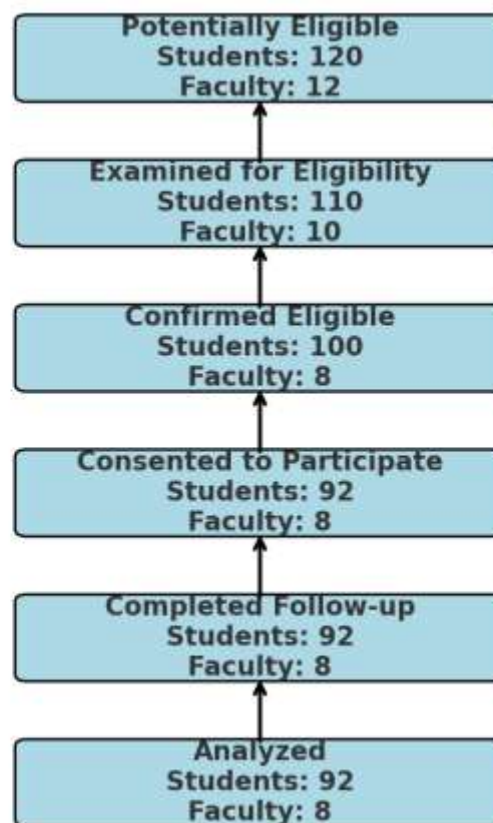 Potentially Eligible
Students: 120
Faculty: 12
Examined for Eligibility
Students: 110
Faculty: 10
Confirmed Eligible
Students: 100
Faculty: 8
Consented to Participate
Students: 92
Faculty: 8
Completed Follow-up
Students: 92
Faculty: 8
Analyzed
Students: 92
Faculty: 8